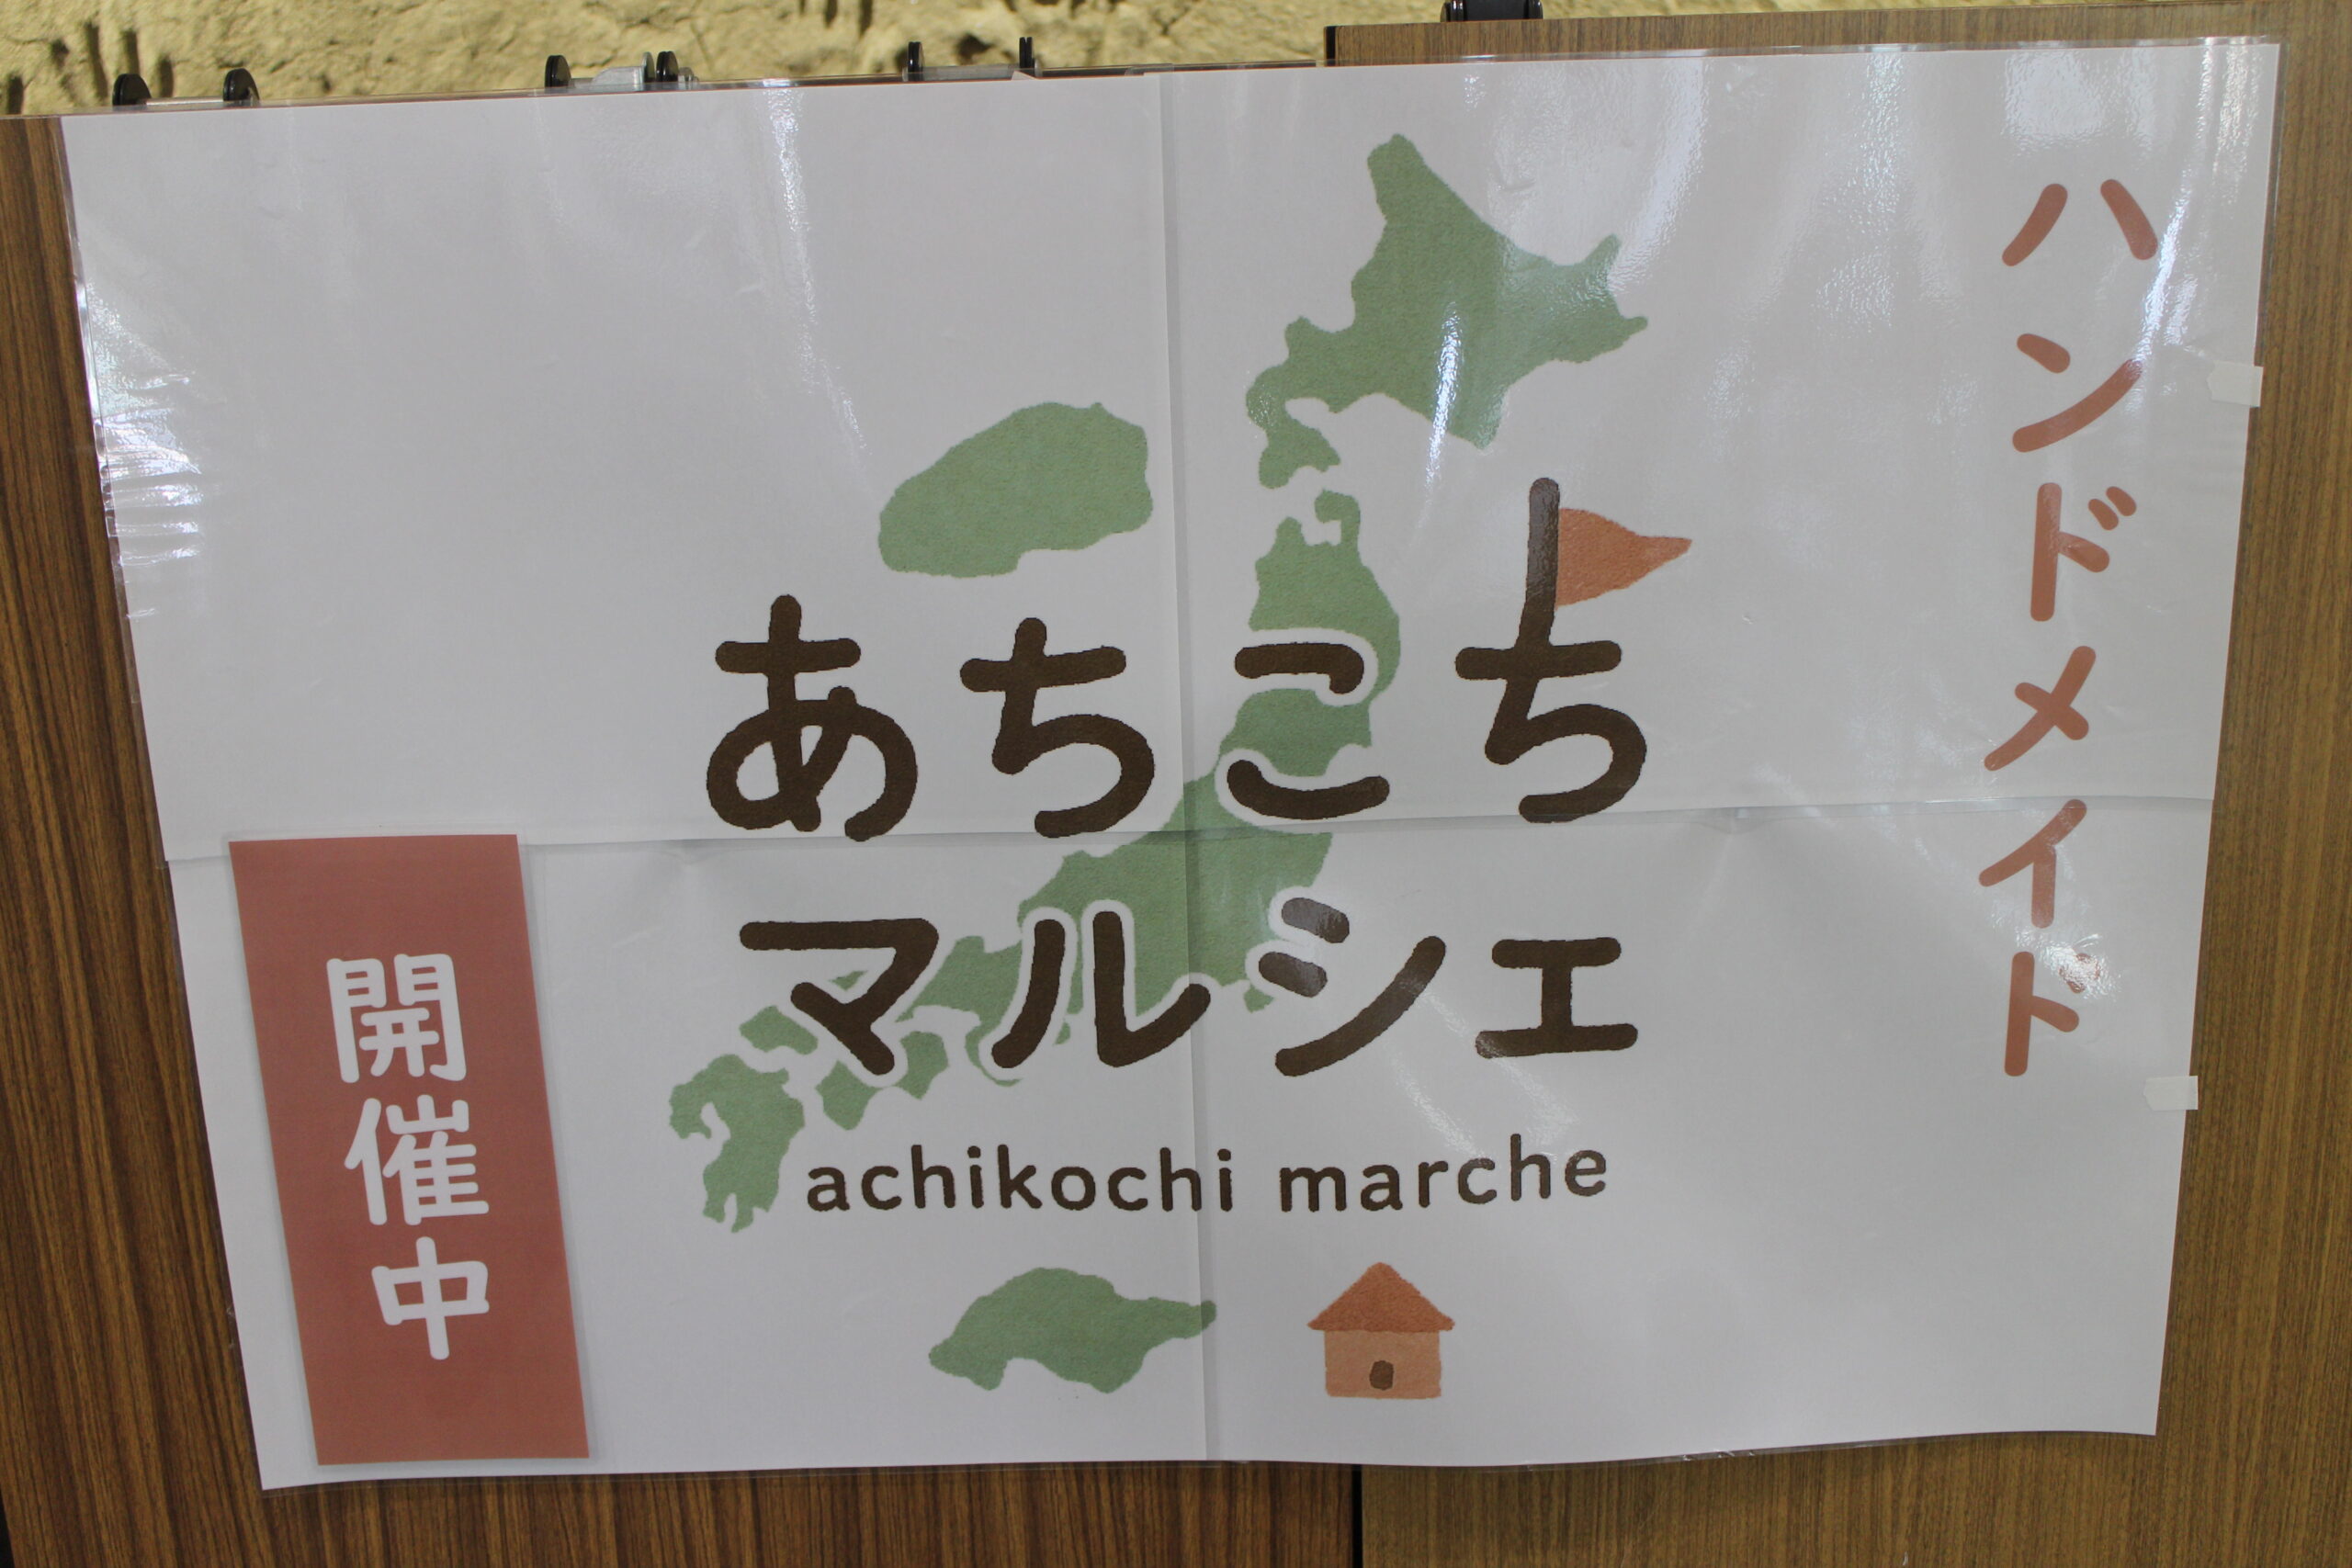 ハンドメイド
あちこち
マルシェ
achikochi marche
開催中